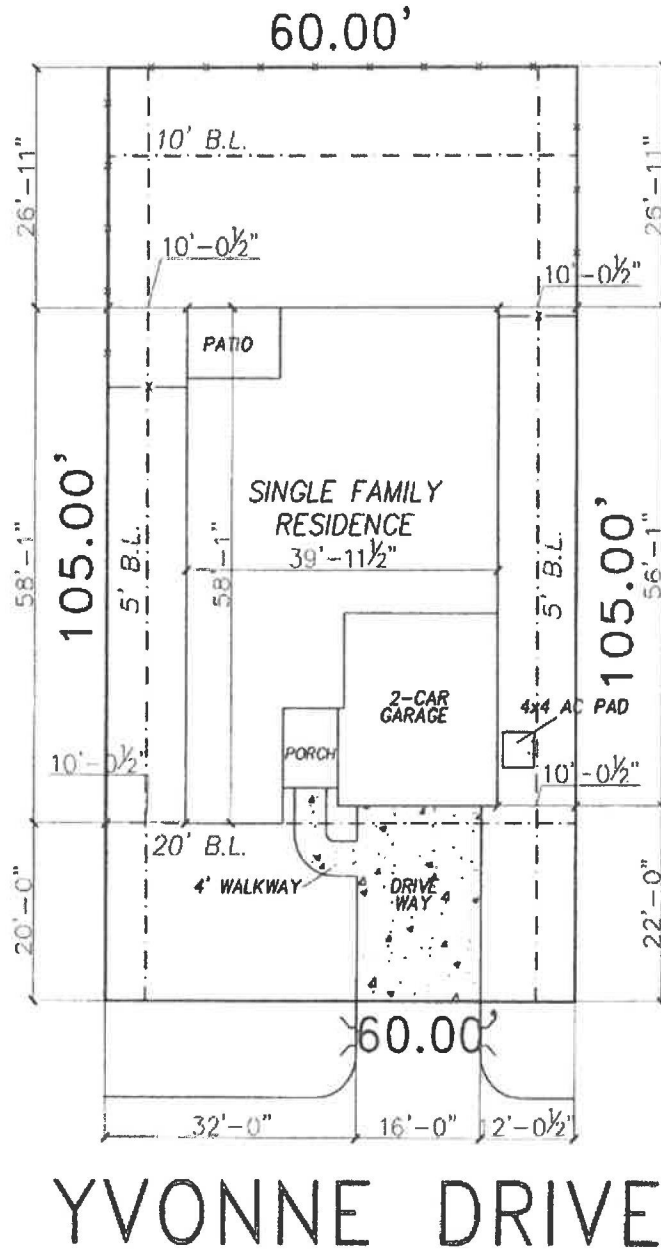 60.00'
10' B.L.
26'-11"
26'-11"
10'-0½"
10'-0½"
PATIO
SINGLE FAMILY
RESIDENCE
39'-11½"
58'-1"
105.00'
58'-1"
5' B.L.
5' B.L.
105.00'
56'-1"
2-CAR
GARAGE
4x4 AC PAD
PORCH
10'-0½"
10'-0½"
20' B.L.
4' WALKWAY
DRIVE
WAY
20'-0"
22'-0"
60.00'
32'-0"
16'-0"
12'-0½"
YVONNE DRIVE